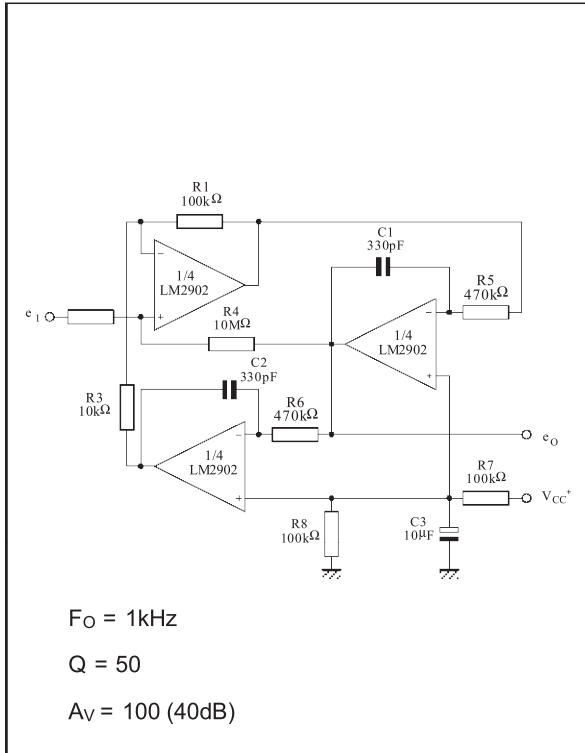 R1
100kΩ
C1
330pF
1/4
LM2902
R5
470kΩ
e1
R4
10MΩ
1/4
LM2902
C2
330pF
R3
10kΩ
R6
470kΩ
1/4
LM2902
eO
R7
100kΩ
VCC+
R8
100kΩ
C3
10µF
FO = 1kHz
Q = 50
AV = 100 (40dB)